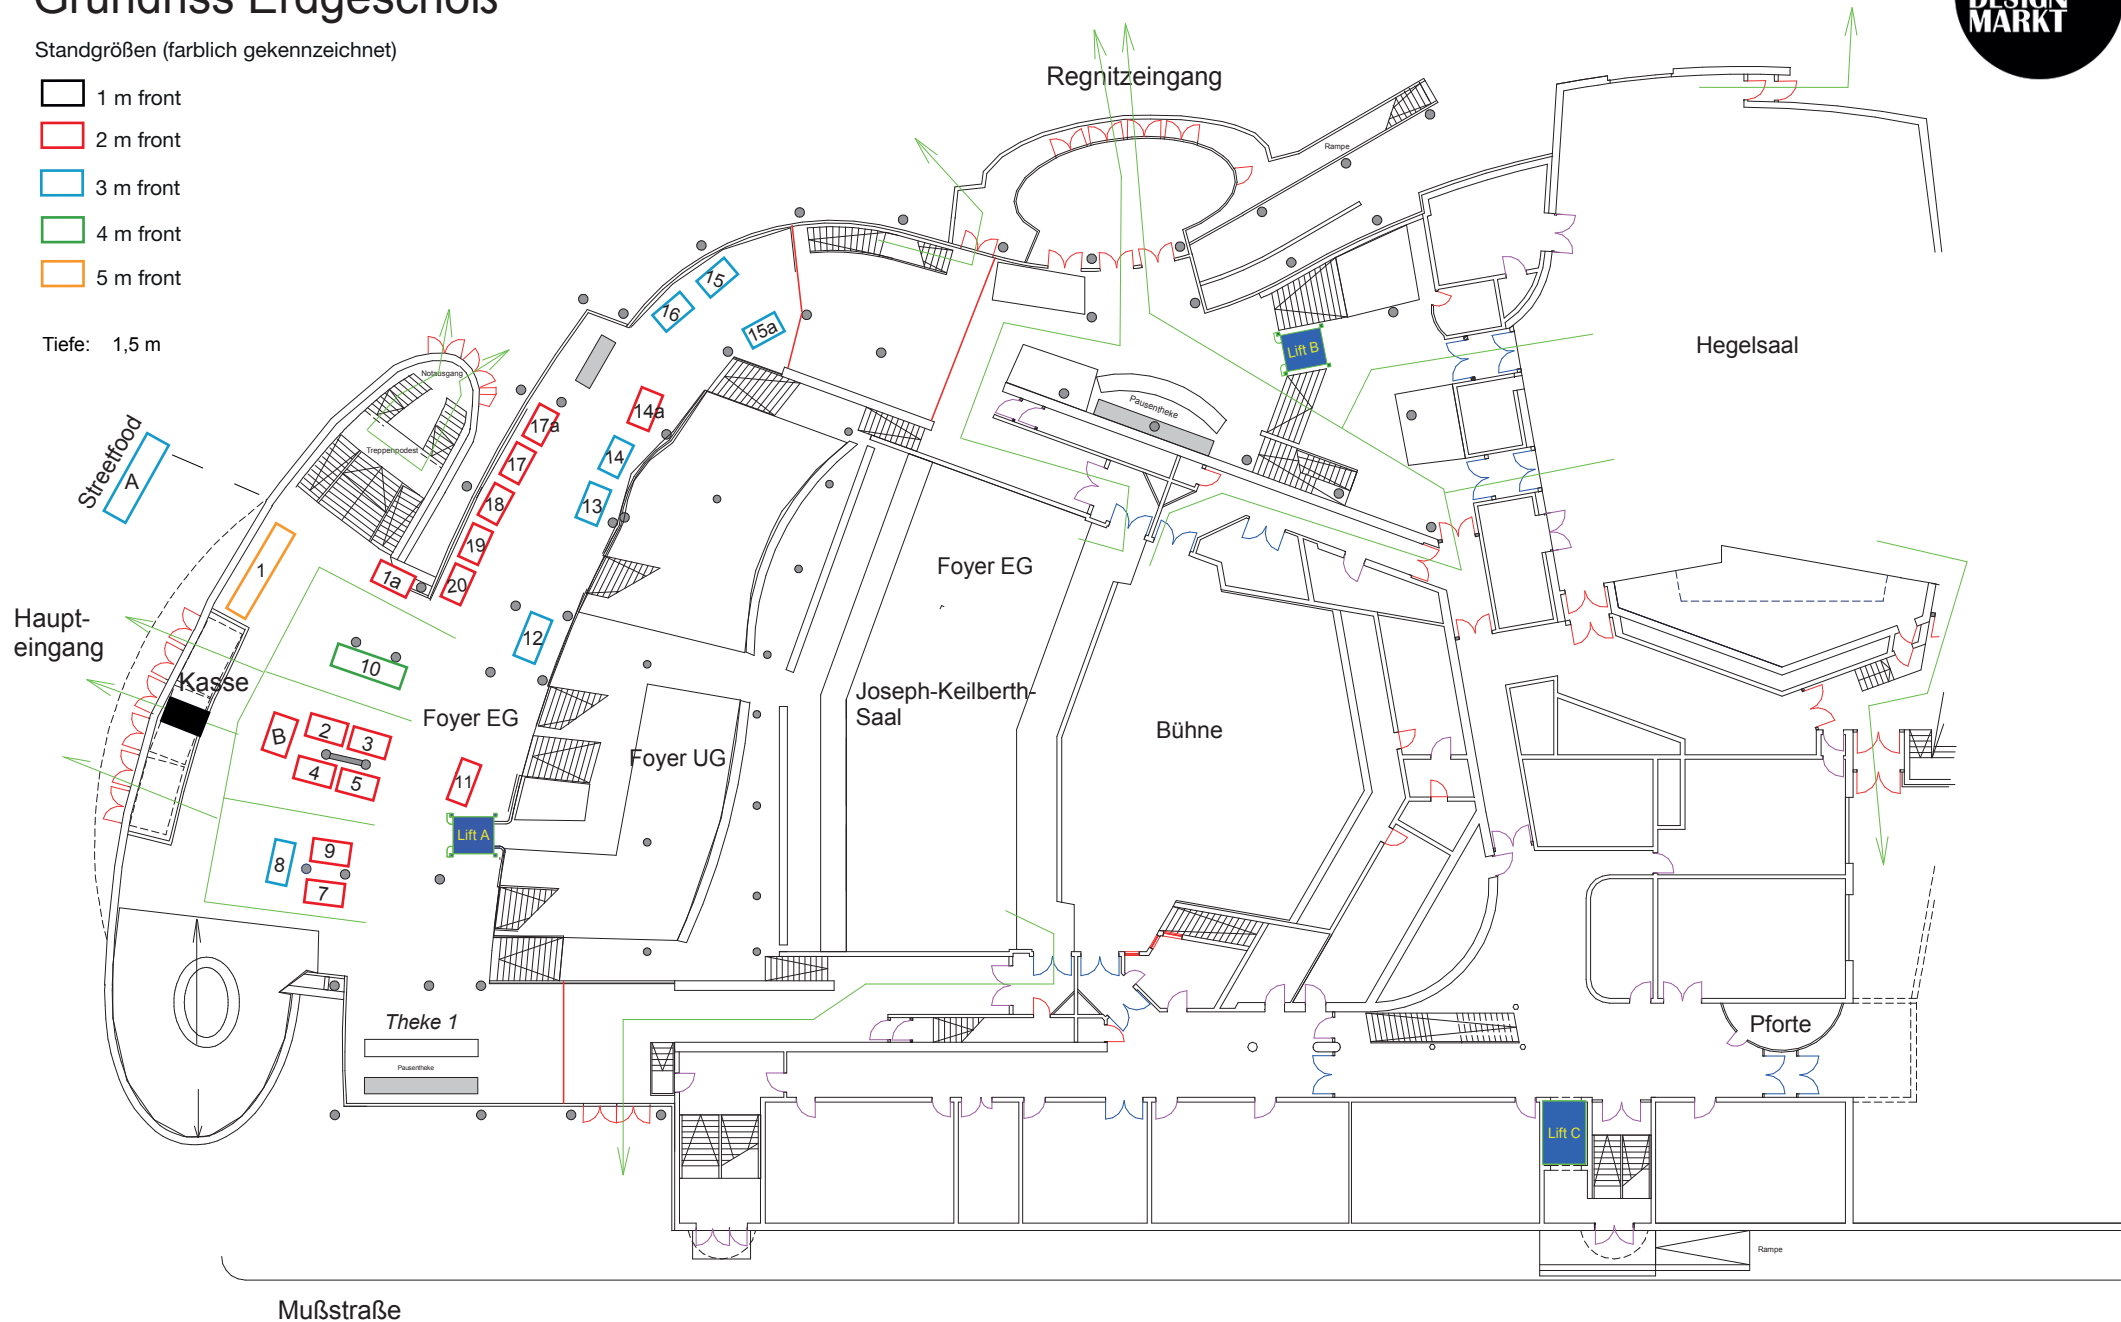 Grundriss Erdgeschoß
DESIGN
MARKT
Standgrößen (farblich gekennzeichnet)
1 m front
2 m front
3 m front
4 m front
5 m front
Tiefe: 1,5 m
Regnitzeingang
Rampe
Hegelsaal
Lift B
Pausentheke
15
16
15a
Notausgang
Treppenpodest
14a
17a
17
14
18
13
19
20
1a
12
Streetfood
A
1
Haupt-
eingang
Kasse
10
Foyer EG
B
2
3
4
5
11
Lift A
8
9
7
Foyer UG
Foyer EG
Joseph-Keilberth-
Saal
Bühne
Theke 1
Pausentheke
Pforte
Lift C
Rampe
Mußstraße